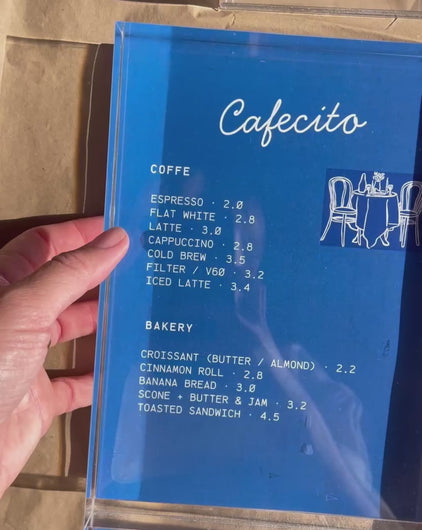 Cafecito
COFFE
ESPRESSO · 2.0
FLAT WHITE · 2.8
LATTE · 3.0
CAPPUCCINO · 2.8
COLD BREW · 3.5
FILTER / V60 · 3.2
ICED LATTE · 3.4
BAKERY
CROISSANT (BUTTER / ALMOND) · 2.2
CINNAMON ROLL · 2.8
BANANA BREAD · 3.0
SCONE + BUTTER & JAM · 3.2
TOASTED SANDWICH · 4.5